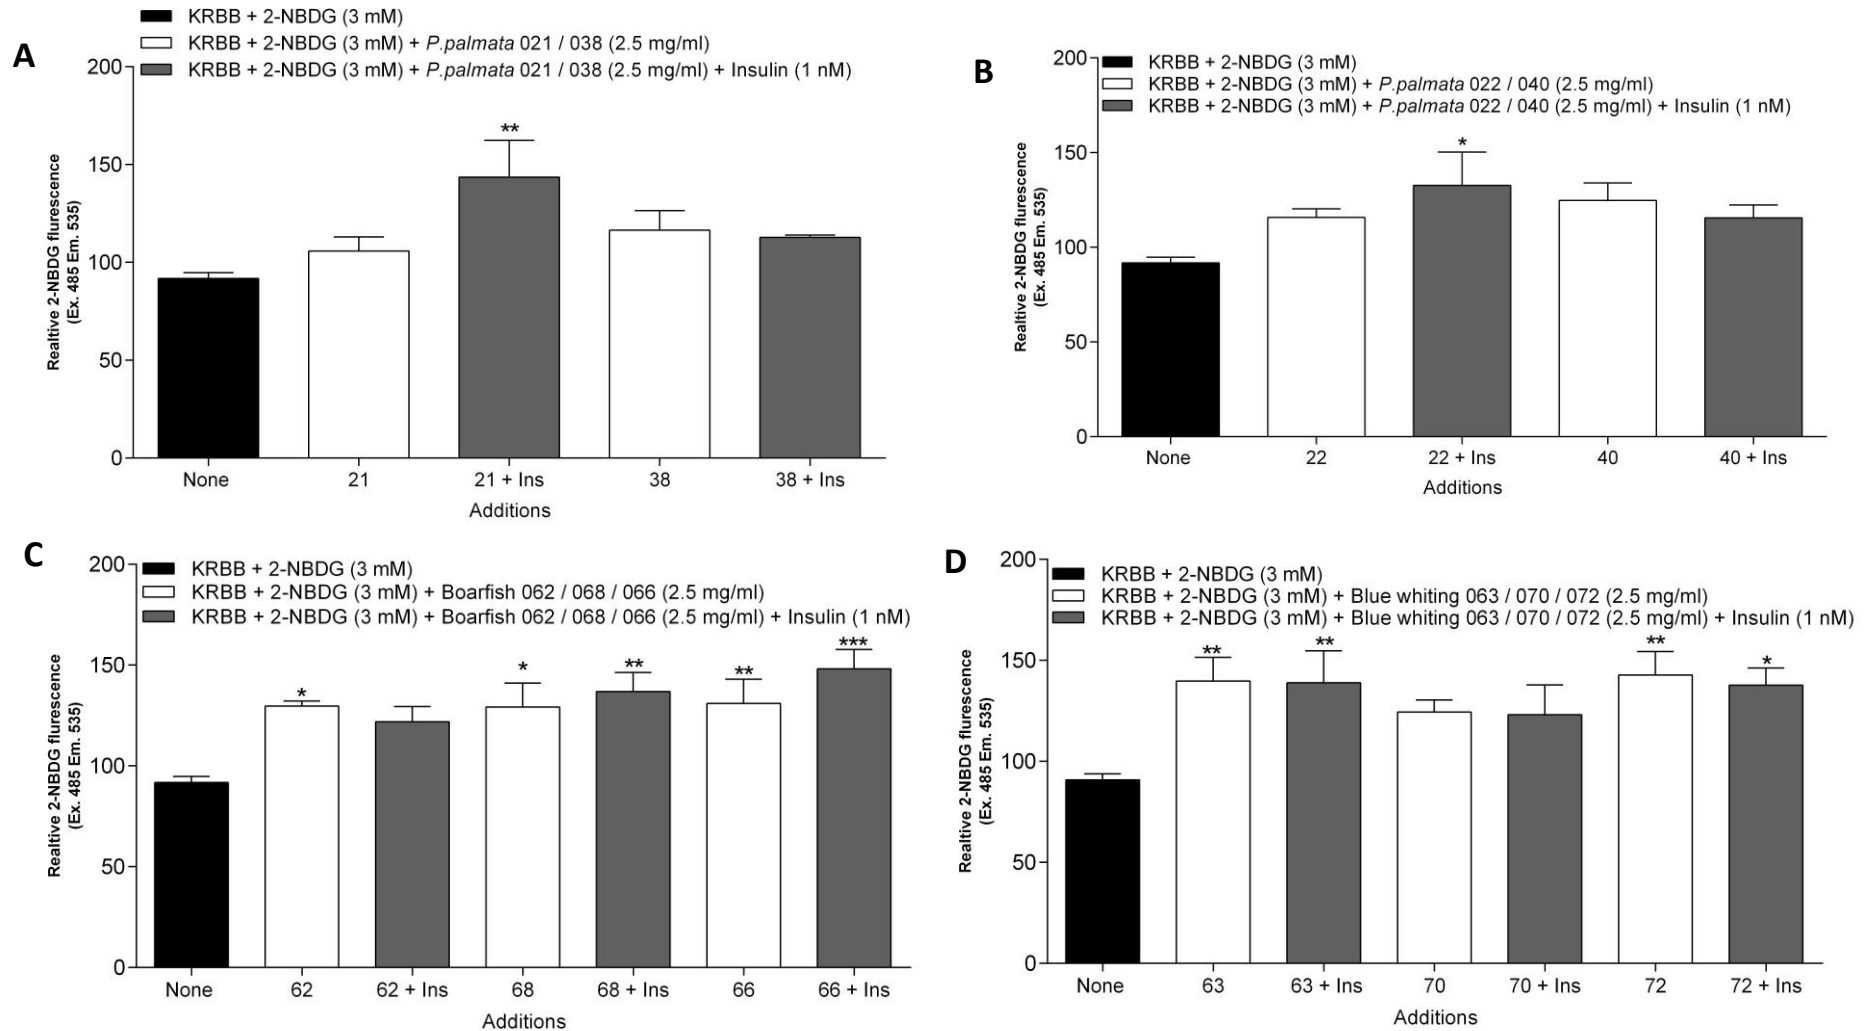 A
KRBB + 2-NBDG (3 mM)
KRBB + 2-NBDG (3 mM) + P.palmata 021 / 038 (2.5 mg/ml)
KRBB + 2-NBDG (3 mM) + P.palmata 021 / 038 (2.5 mg/ml) + Insulin (1 nM)
Realtive 2-NBDG flurescence
(Ex. 485 Em. 535)
200
150
100
50
0
**
None 21 21 + Ins 38 38 + Ins
Additions
B
KRBB + 2-NBDG (3 mM)
KRBB + 2-NBDG (3 mM) + P.palmata 022 / 040 (2.5 mg/ml)
KRBB + 2-NBDG (3 mM) + P.palmata 022 / 040 (2.5 mg/ml) + Insulin (1 nM)
Realtive 2-NBDG flurescence
(Ex. 485 Em. 535)
200
150
100
50
0
*
None 22 22 + Ins 40 40 + Ins
Additions
C
KRBB + 2-NBDG (3 mM)
KRBB + 2-NBDG (3 mM) + Boarfish 062 / 068 / 066 (2.5 mg/ml)
KRBB + 2-NBDG (3 mM) + Boarfish 062 / 068 / 066 (2.5 mg/ml) + Insulin (1 nM)
Realtive 2-NBDG flurescence
(Ex. 485 Em. 535)
200
150
100
50
0
* * ** ** ***
None 62 62 + Ins 68 68 + Ins 66 66 + Ins
Additions
D
KRBB + 2-NBDG (3 mM)
KRBB + 2-NBDG (3 mM) + Blue whiting 063 / 070 / 072 (2.5 mg/ml)
KRBB + 2-NBDG (3 mM) + Blue whiting 063 / 070 / 072 (2.5 mg/ml) + Insulin (1 nM)
Realtive 2-NBDG flurescence
(Ex. 485 Em. 535)
200
150
100
50
0
** ** ** *
None 63 63 + Ins 70 70 + Ins 72 72 + Ins
Additions